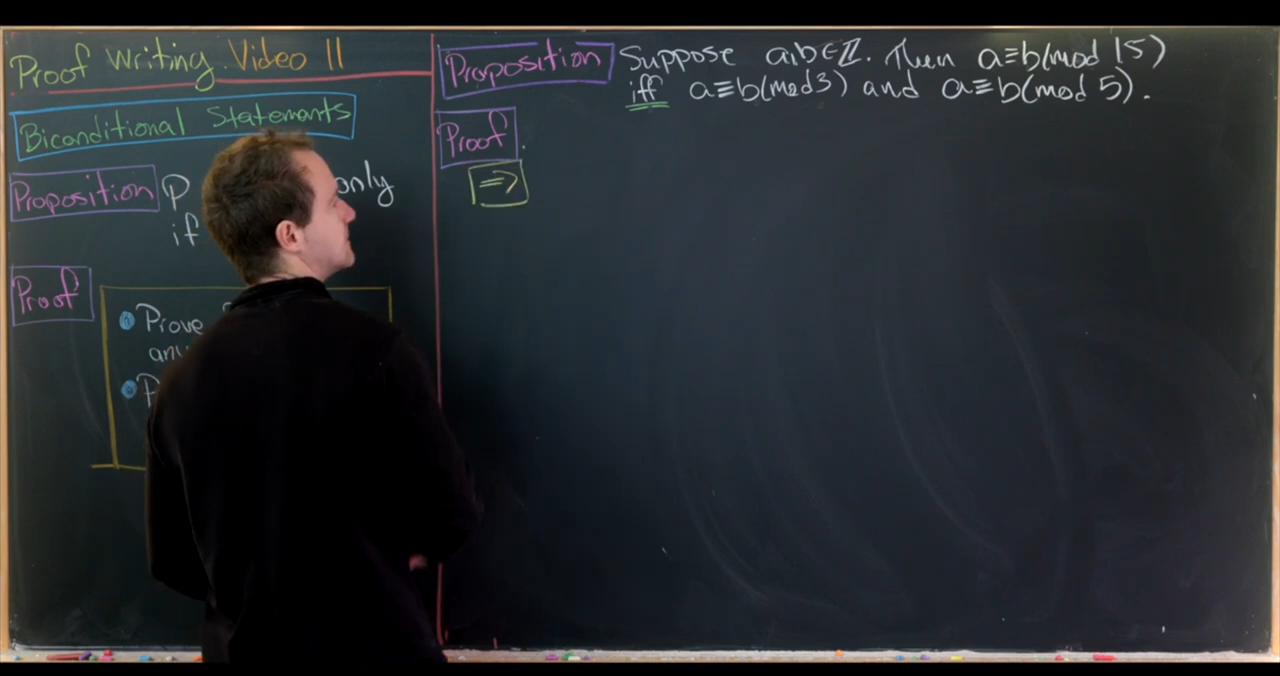 Proof Writing Video 11
Biconditional Statements
Proposition P only
if
Proof
Prove
Proposition Suppose a,b∈ℤ. Then a≡b(mod 15)
iff a≡b(mod 3) and a≡b(mod 5).
Proof.
⇒